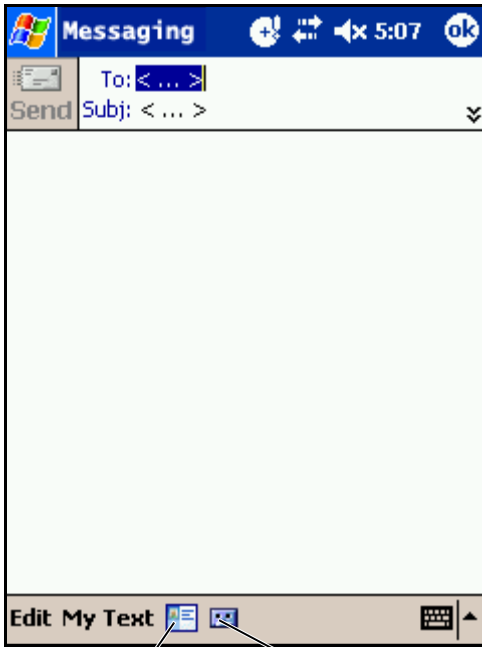 Messaging 5:07 ok
To: < ... >
Send Subj: < ... >
Edit My Text